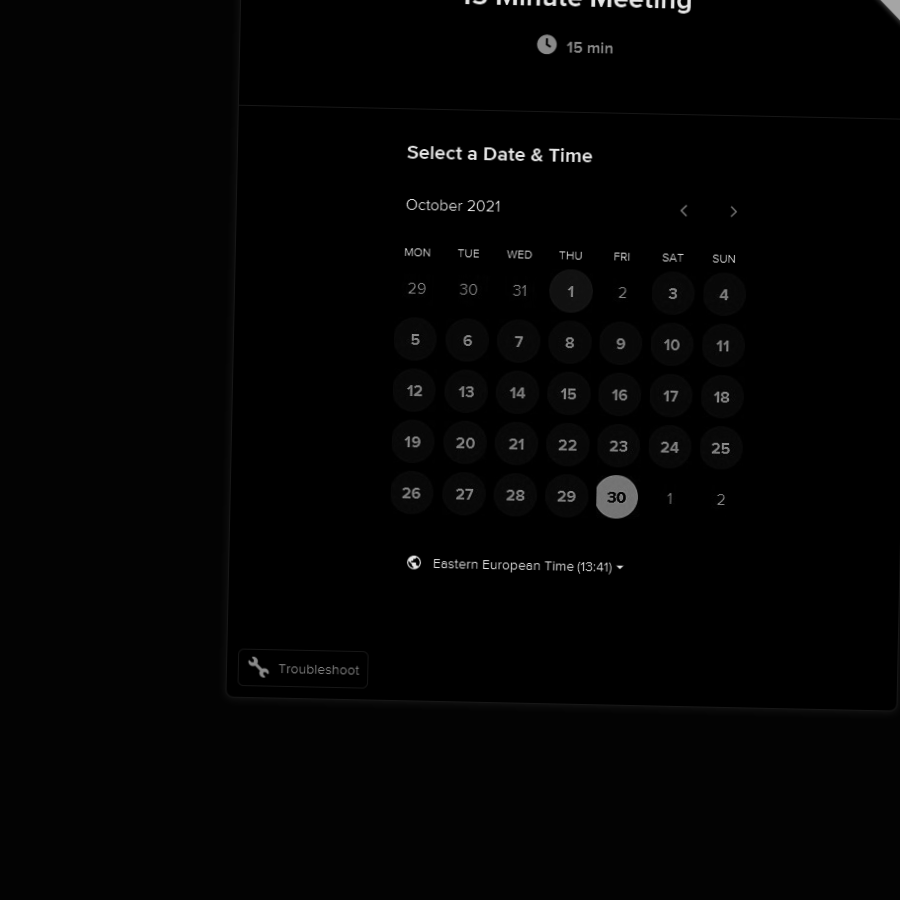 15 Minute Meeting
15 min
Select a Date & Time
October 2021
MON TUE WED THU FRI SAT SUN
29 30 31 1 2 3 4
5 6 7 8 9 10 11
12 13 14 15 16 17 18
19 20 21 22 23 24 25
26 27 28 29 30 1 2
Eastern European Time (13:41)
Troubleshoot